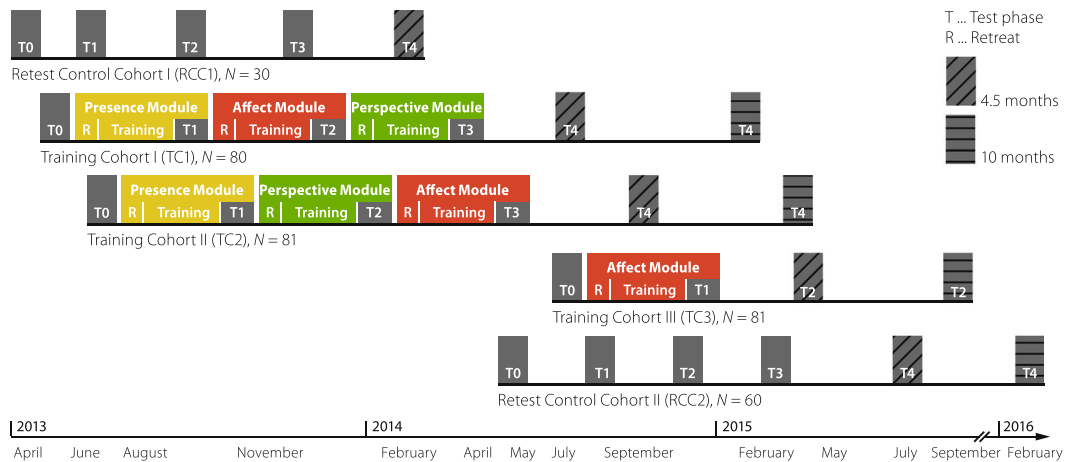 T0 T1 T2 T3 T4
Retest Control Cohort I (RCC1), N = 30
T ... Test phase
R ... Retreat
4.5 months
10 months
Presence Module Affect Module Perspective Module
T0 R Training T1 R Training T2 R Training T3 T4 T4
Training Cohort I (TC1), N = 80
Presence Module Perspective Module Affect Module
T0 R Training T1 R Training T2 R Training T3 T4 T4
Training Cohort II (TC2), N = 81
Affect Module
T0 R Training T1 T2 T2
Training Cohort III (TC3), N = 81
T0 T1 T2 T3 T4 T4
Retest Control Cohort II (RCC2), N = 60
2013 2014 2015 2016
April June August November February April May July September February May July September February